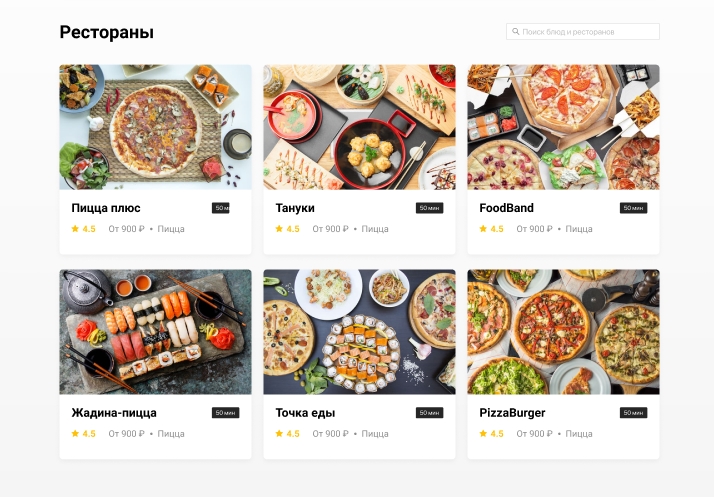 Рестораны
Поиск блюд и ресторанов
Пицца плюс
50 м
4.5 От 900 ₽ • Пицца
Тануки
50 мин
4.5 От 900 ₽ • Пицца
FoodBand
50 мин
4.5 От 900 ₽ • Пицца
Жадина-пицца
50 мин
4.5 От 900 ₽ • Пицца
Точка еды
50 мин
4.5 От 900 ₽ • Пицца
PizzaBurger
50 мин
4.5 От 900 ₽ • Пицца